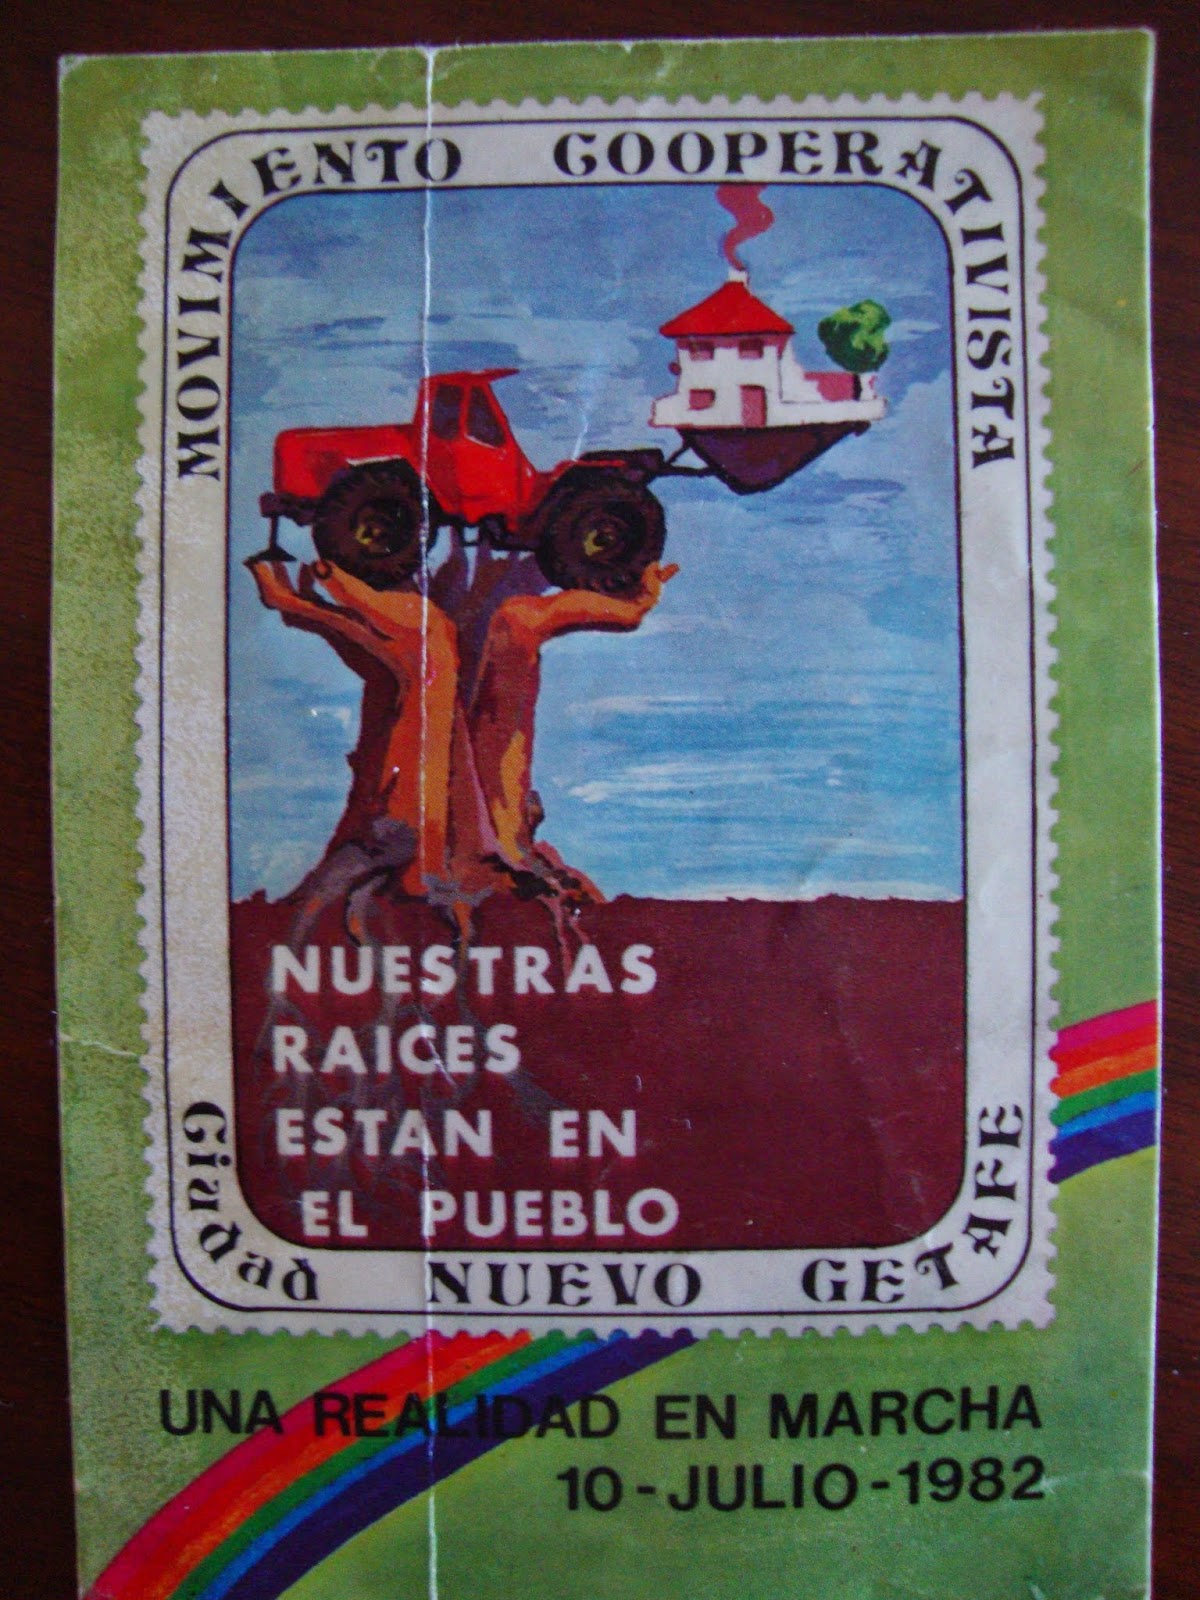 MOVIMIENTO COOPERATIVISTA
NUESTRAS
RAICES
ESTAN EN
EL PUEBLO
Ciudad NUEVO GETAFE
UNA REALIDAD EN MARCHA
10-JULIO-1982